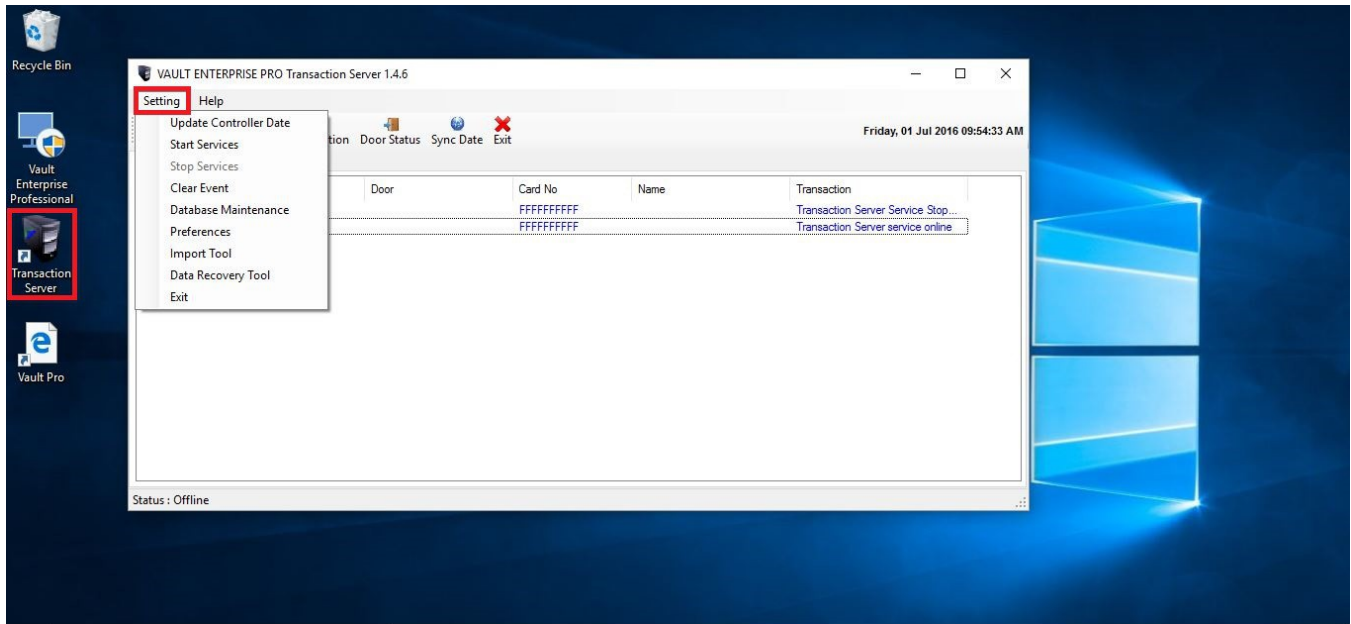 Recycle Bin
Vault
Enterprise
Professional
Transaction
Server
Vault Pro
VAULT ENTERPRISE PRO Transaction Server 1.4.6
Setting Help
Update Controller Date
Start Services
Stop Services
Clear Event
Database Maintenance
Preferences
Import Tool
Data Recovery Tool
Exit
tion Door Status Sync Date Exit
Friday, 01 Jul 2016 09:54:33 AM
Door Card No Name Transaction
FFFFFFFFFF Transaction Server Service Stop...
FFFFFFFFFF Transaction Server service online
Status : Offline